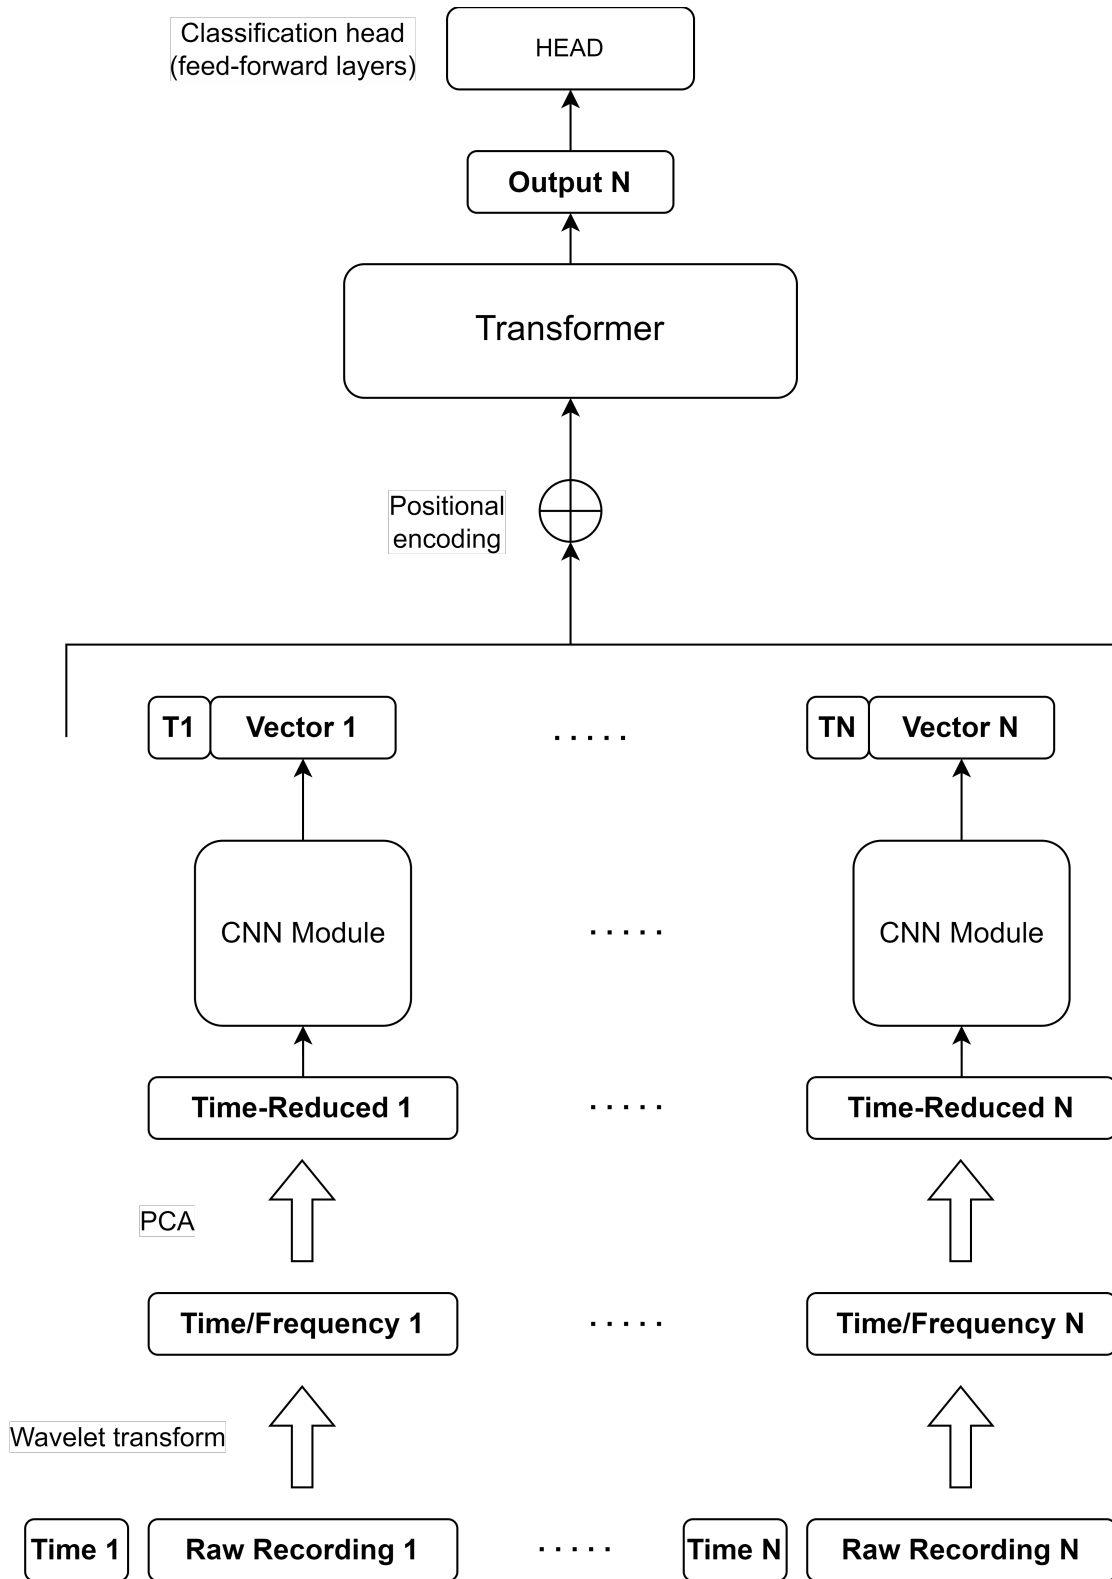 Classification head
(feed-forward layers)
HEAD
Output N
Transformer
Positional
encoding
T1 Vector 1 ..... TN Vector N
CNN Module ..... CNN Module
Time-Reduced 1 ..... Time-Reduced N
PCA
Time/Frequency 1 ..... Time/Frequency N
Wavelet transform
Time 1 Raw Recording 1 ..... Time N Raw Recording N